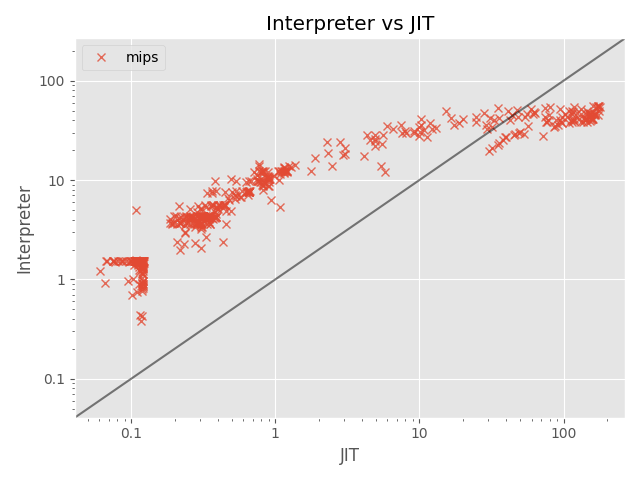 Interpreter vs JIT
mips
100
10
1
0.1
Interpreter
0.1 1 10 100
JIT